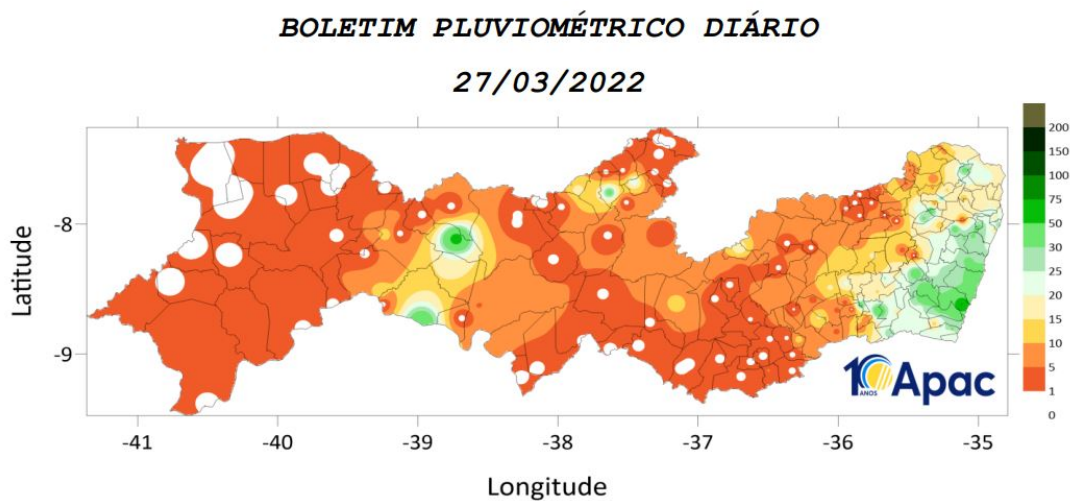 BOLETIM PLUVIOMÉTRICO DIÁRIO
27/03/2022
200
150
100
75
50
30
25
20
15
10
5
1
0
Latitude
-8
-9
10 Apac
ANOS
-41 -40 -39 -38 -37 -36 -35
Longitude